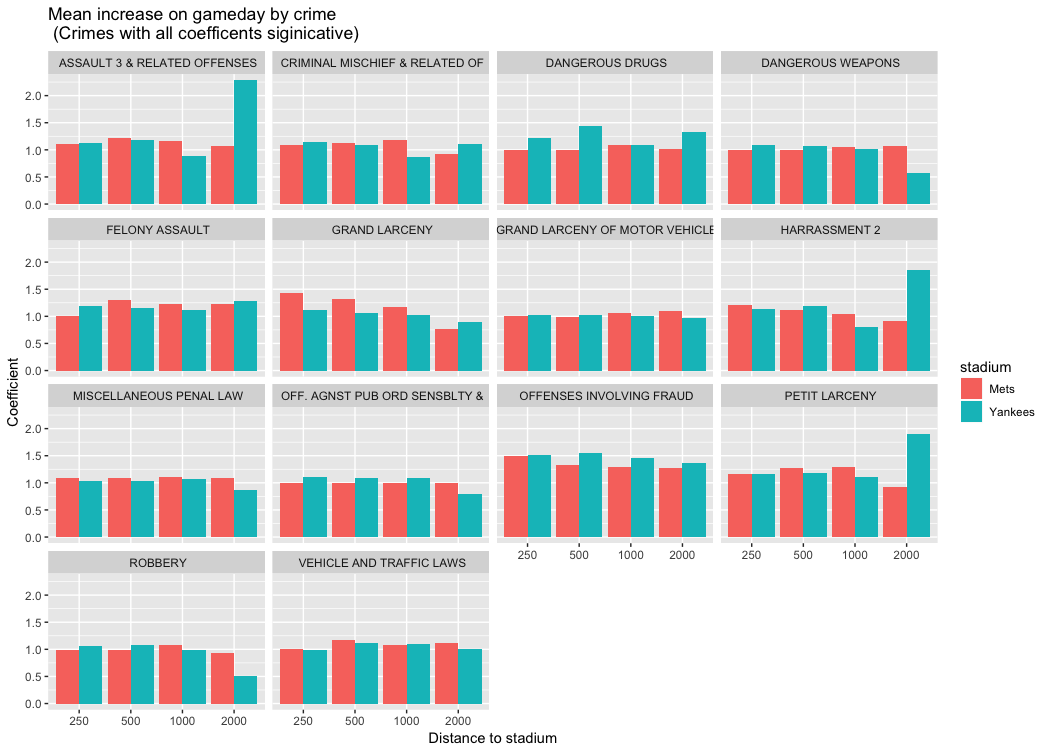 Mean increase on gameday by crime
(Crimes with all coefficents siginicative)
ASSAULT 3 & RELATED OFFENSES
CRIMINAL MISCHIEF & RELATED OF
DANGEROUS DRUGS
DANGEROUS WEAPONS
2.0
1.5
1.0
0.5
0.0
FELONY ASSAULT
GRAND LARCENY
GRAND LARCENY OF MOTOR VEHICLE
HARRASSMENT 2
2.0
1.5
1.0
0.5
0.0
MISCELLANEOUS PENAL LAW
OFF. AGNST PUB ORD SENSBLTY &
OFFENSES INVOLVING FRAUD
PETIT LARCENY
2.0
1.5
1.0
0.5
0.0
250 500 1000 2000
250 500 1000 2000
ROBBERY
VEHICLE AND TRAFFIC LAWS
2.0
1.5
1.0
0.5
0.0
250 500 1000 2000
250 500 1000 2000
Distance to stadium
Coefficient
stadium
Mets
Yankees